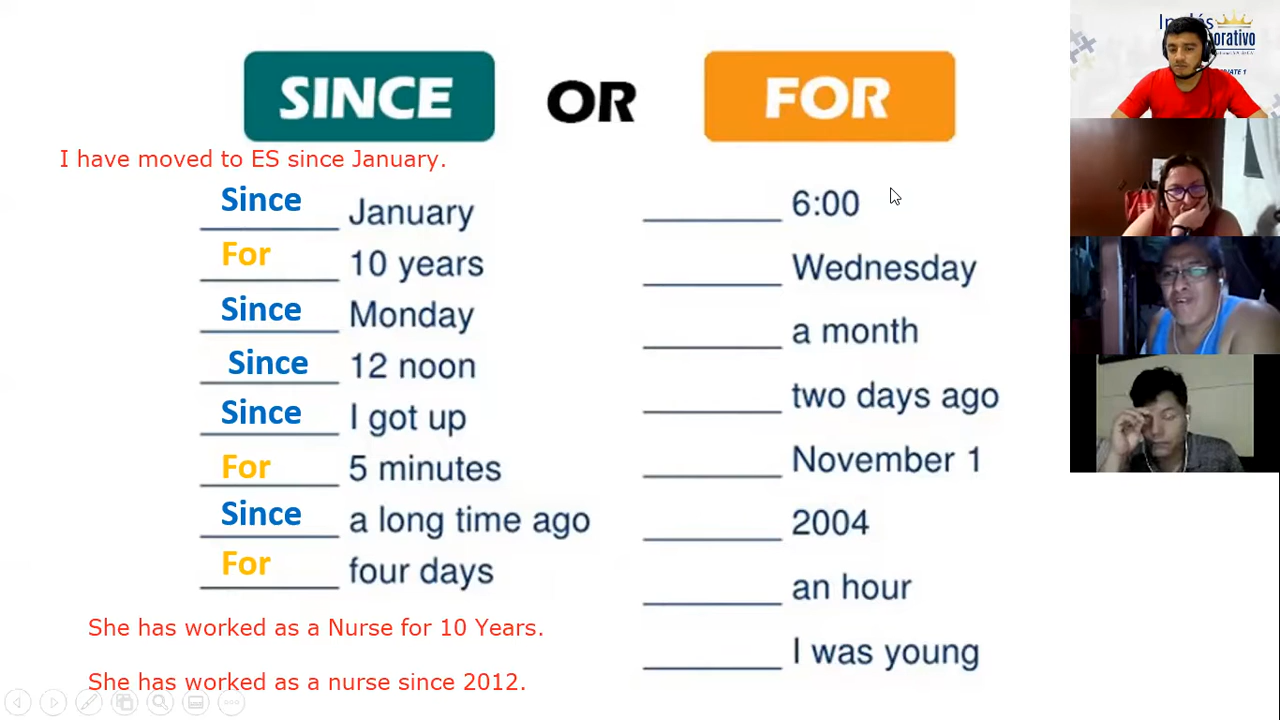 SINCE OR FOR
I have moved to ES since January.
Since January
For 10 years
Since Monday
Since 12 noon
Since I got up
For 5 minutes
Since a long time ago
For four days
She has worked as a Nurse for 10 Years.
She has worked as a nurse since 2012.
6:00
Wednesday
a month
two days ago
November 1
2004
an hour
I was young